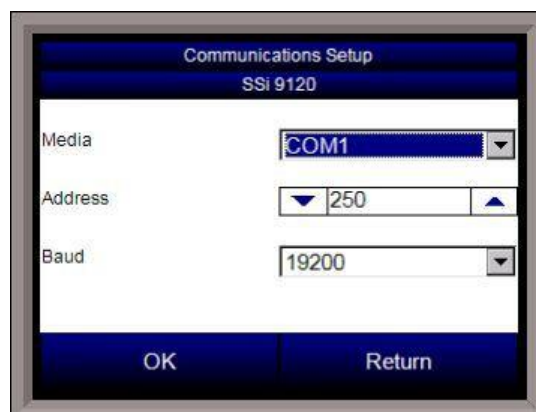 Communications Setup
SSi 9120
Media COM1
Address 250
Baud 19200
OK Return